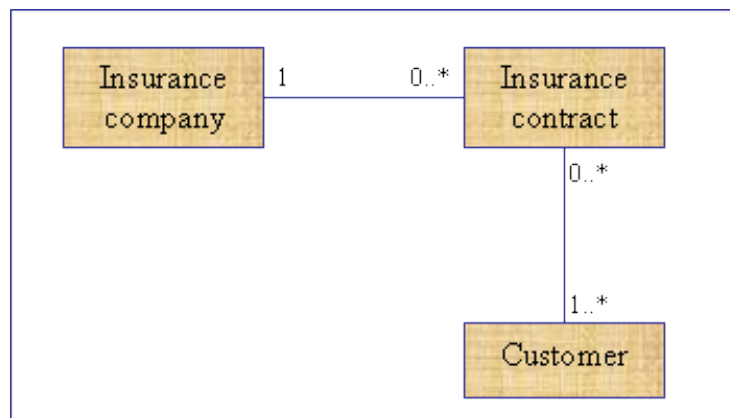 Insurance
company
1
0..*
Insurance
contract
0..*
1..*
Customer